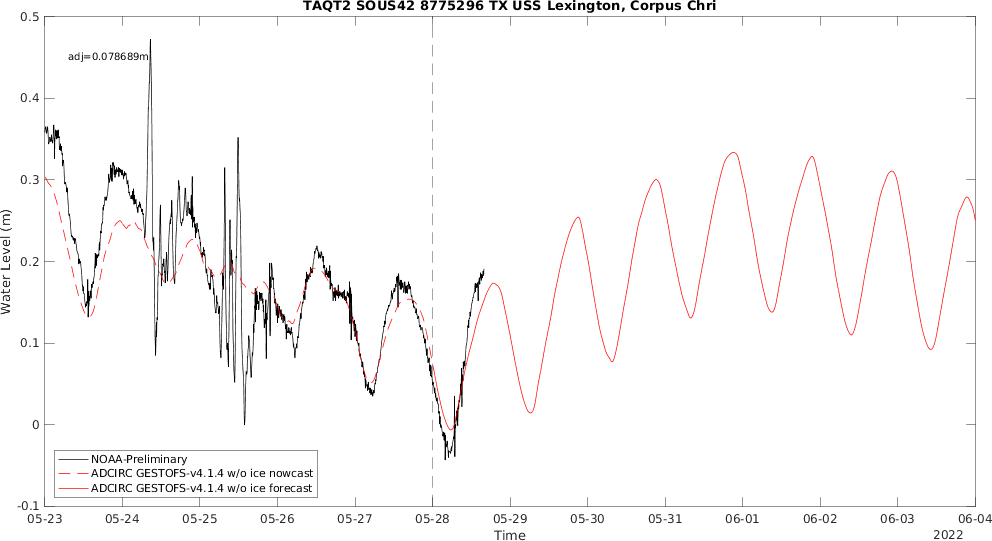 TAQT2 SOUS42 8775296 TX USS Lexington, Corpus Chri
adj=0.078689m
0.5
0.4
0.3
0.2
0.1
0
-0.1
Water Level (m)
NOAA-Preliminary
ADCIRC GESTOFS-v4.1.4 w/o ice nowcast
ADCIRC GESTOFS-v4.1.4 w/o ice forecast
05-23 05-24 05-25 05-26 05-27 05-28 05-29 05-30 05-31 06-01 06-02 06-03 06-04
Time
2022